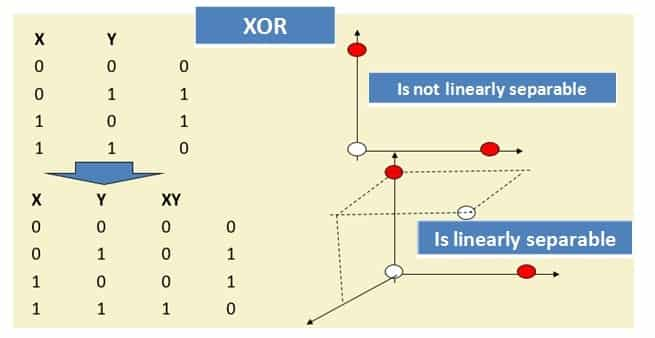 XOR
X Y
0 0 0
0 1 1
1 0 1
1 1 0
Is not linearly separable
X Y XY
0 0 0 0
0 1 0 1
1 0 0 1
1 1 1 0
Is linearly separable